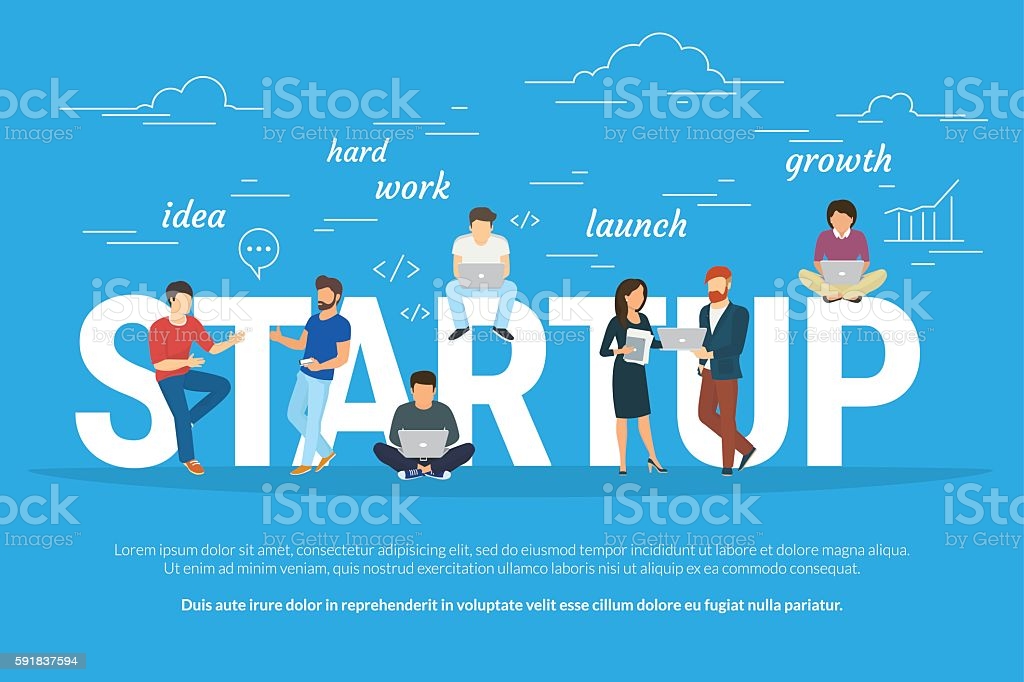 iStock
by Getty Images™
hard
work
growth
idea
launch
</>
</>
</>
STARTUP
Lorem ipsum dolor sit amet, consectetur adipisicing elit, sed do eiusmod tempor incididunt ut labore et dolore magna aliqua.
Ut enim ad minim veniam, quis nostrud exercitation ullamco laboris nisi ut aliquip ex ea commodo consequat.
Duis aute irure dolor in reprehenderit in voluptate velit esse cillum dolore eu fugiat nulla pariatur.
591837594